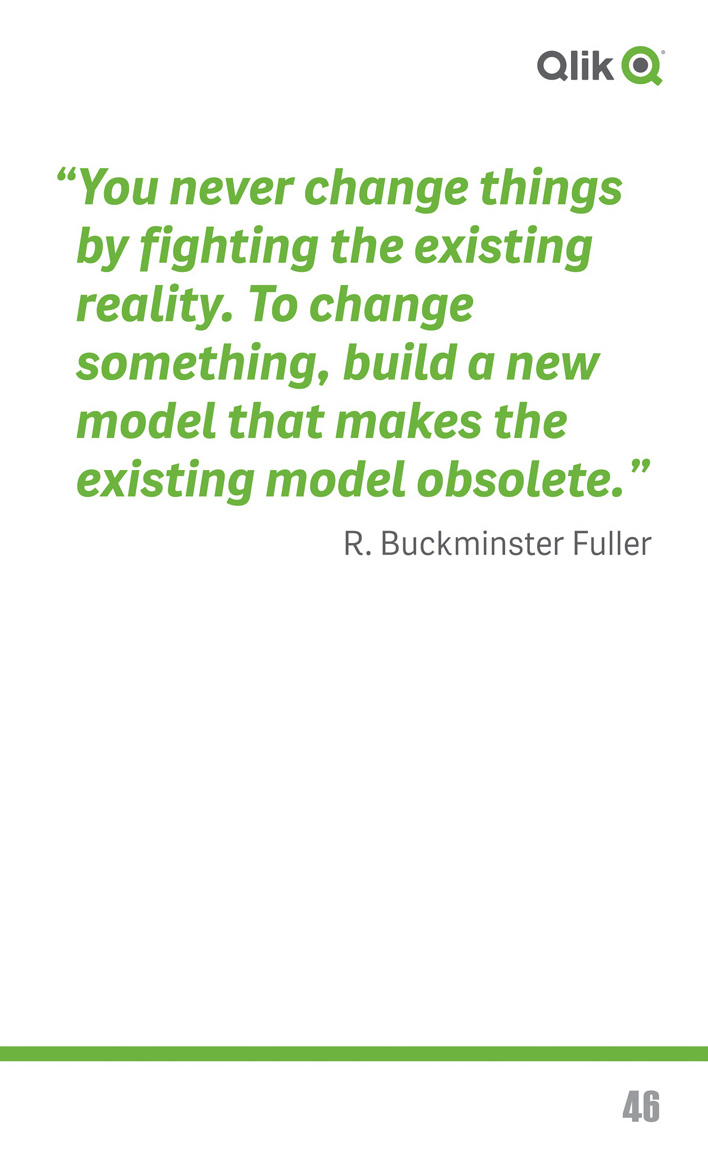 Qlik
“You never change things
by fighting the existing
reality. To change
something, build a new
model that makes the
existing model obsolete.”
R. Buckminster Fuller
46